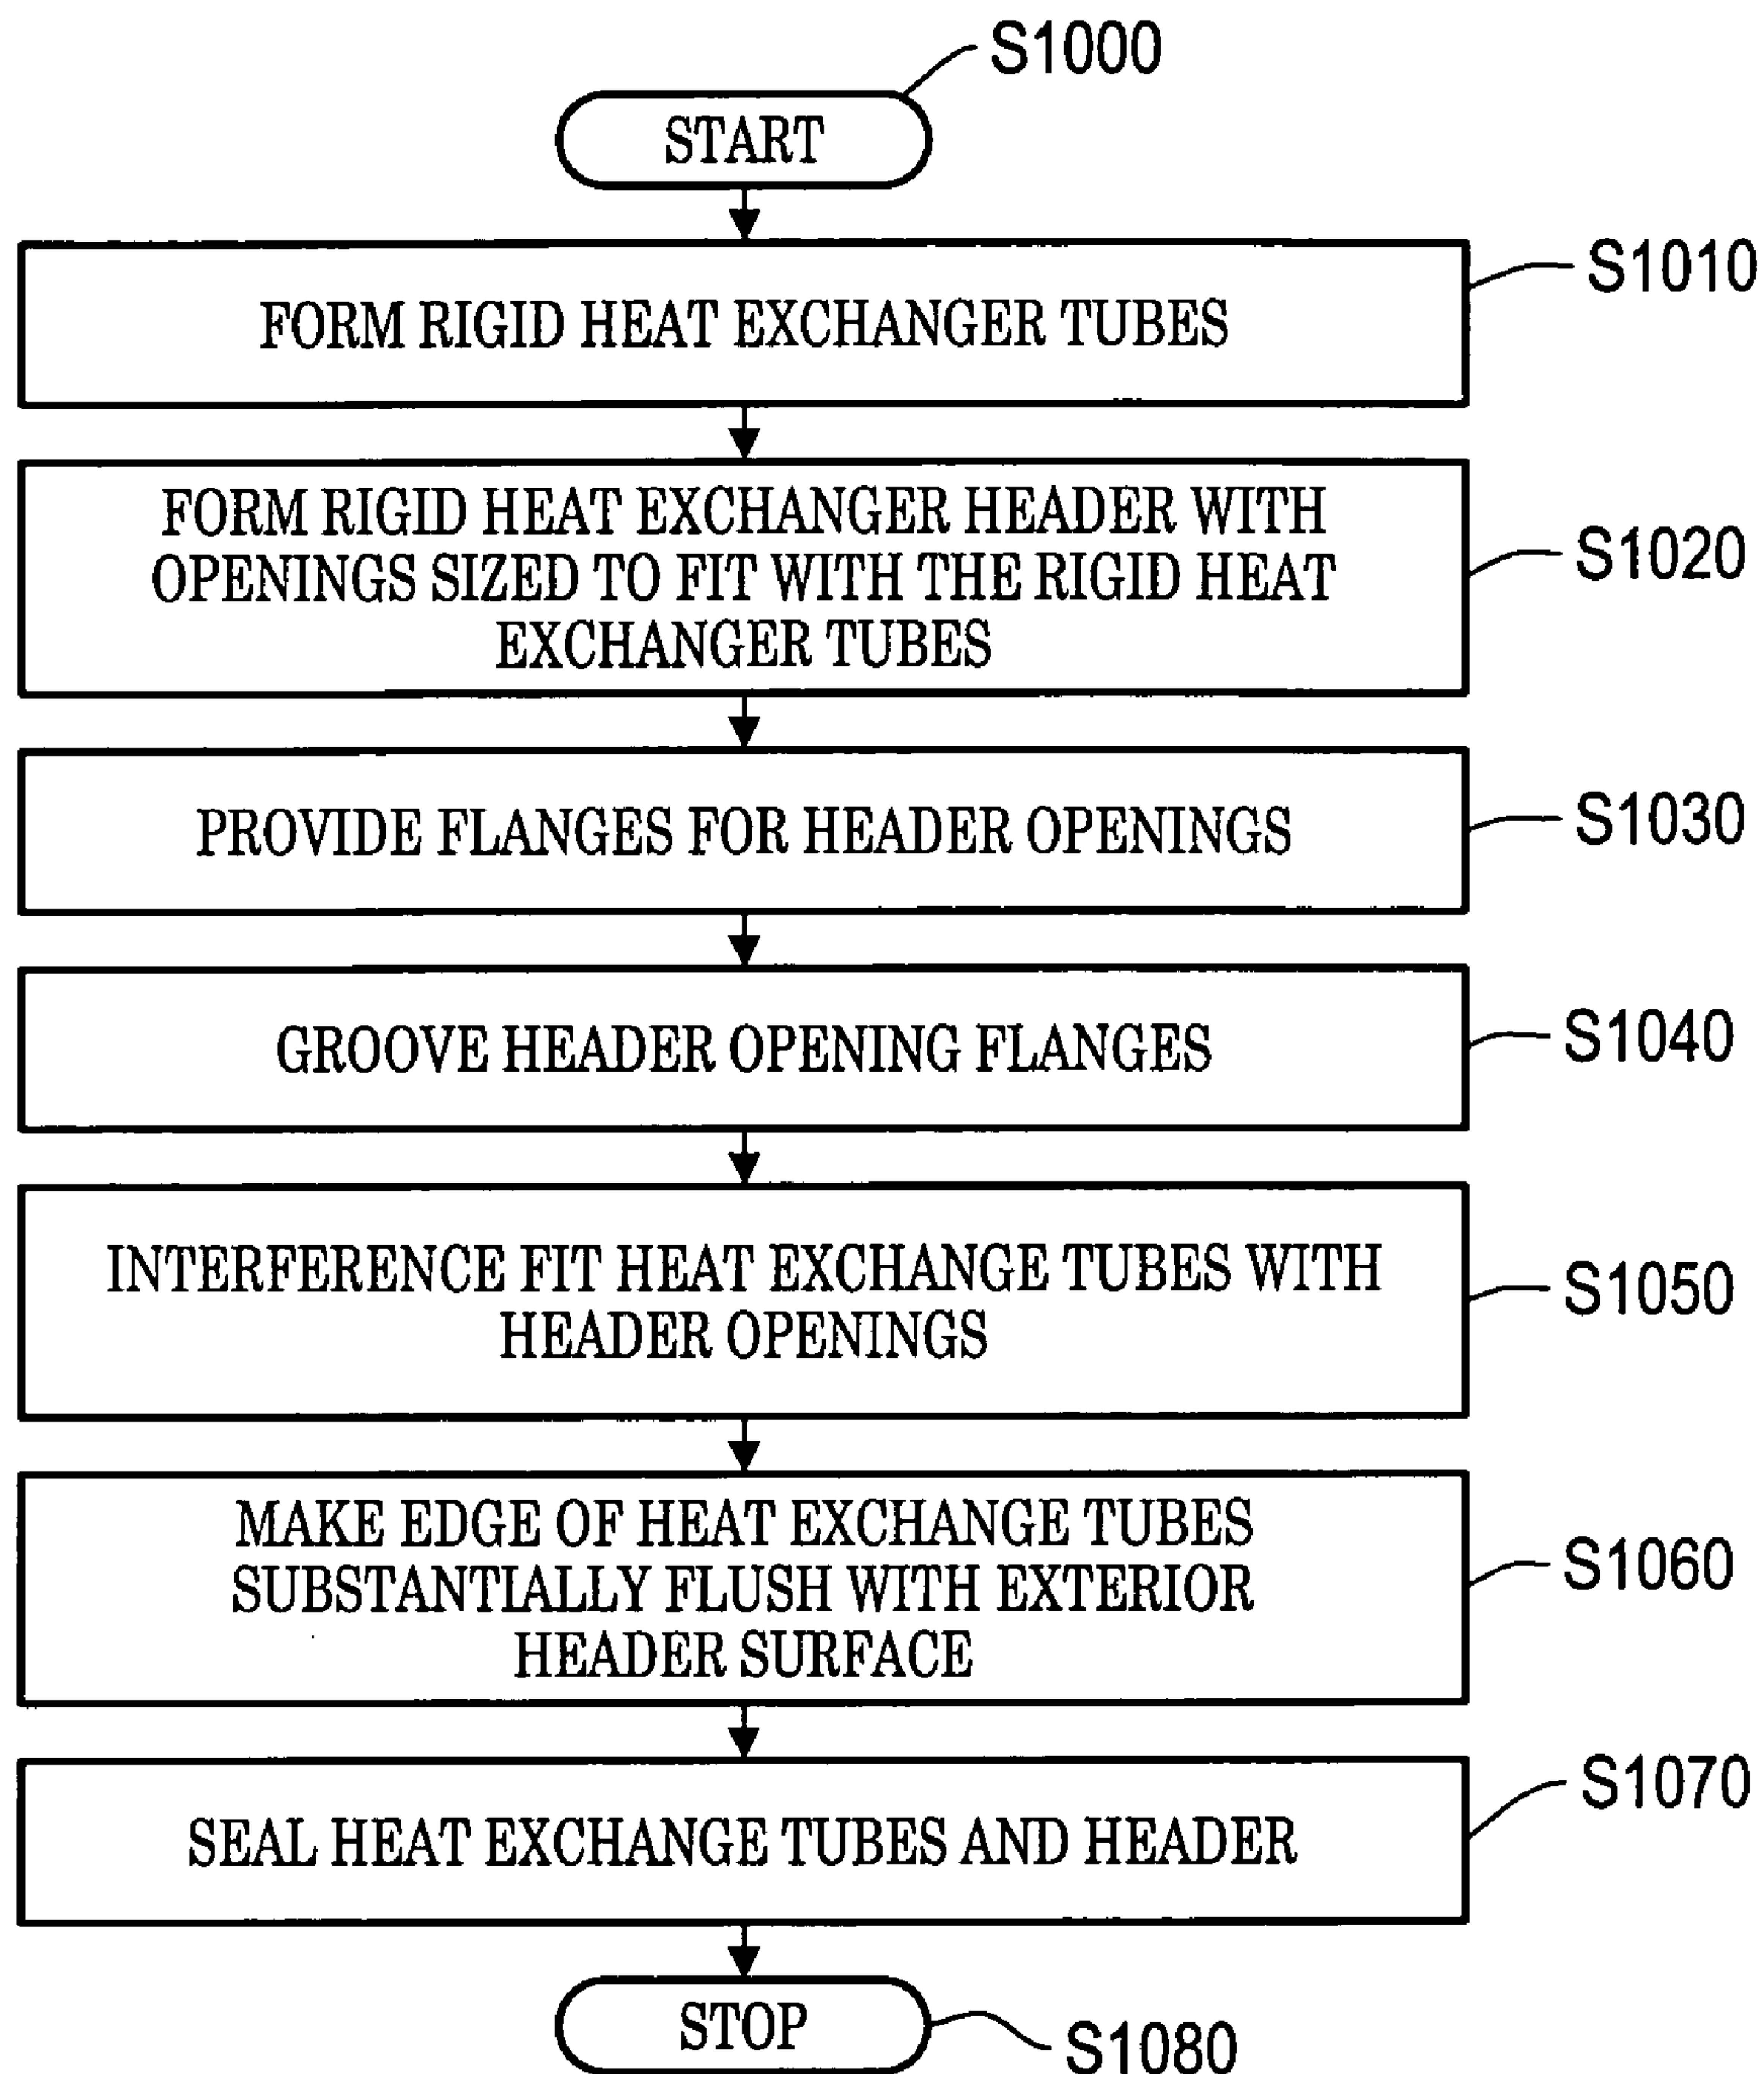 S1000
START
S1010
FORM RIGID HEAT EXCHANGER TUBES
FORM RIGID HEAT EXCHANGER HEADER WITH
OPENINGS SIZED TO FIT WITH THE RIGID HEAT
EXCHANGER TUBES
S1020
PROVIDE FLANGES FOR HEADER OPENINGS
S1030
GROOVE HEADER OPENING FLANGES
S1040
INTERFERENCE FIT HEAT EXCHANGE TUBES WITH
HEADER OPENINGS
S1050
MAKE EDGE OF HEAT EXCHANGE TUBES
SUBSTANTIALLY FLUSH WITH EXTERIOR
HEADER SURFACE
S1060
SEAL HEAT EXCHANGE TUBES AND HEADER
S1070
STOP
S1080